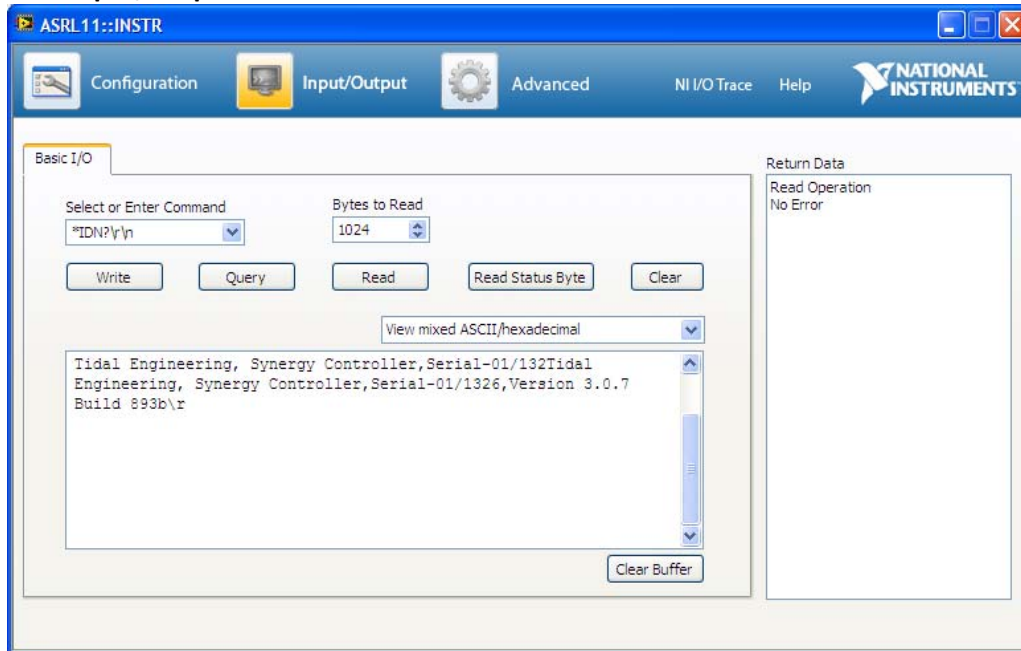 ASRL11::INSTR
Configuration Input/Output Advanced NI I/O Trace Help NATIONAL INSTRUMENTS
Basic I/O
Select or Enter Command
*IDN?\r\n
Bytes to Read
1024
Write Query Read Read Status Byte Clear
View mixed ASCII/hexadecimal
Tidal Engineering, Synergy Controller,Serial-01/132Tidal
Engineering, Synergy Controller,Serial-01/1326,Version 3.0.7
Build 893b\r
Clear Buffer
Return Data
Read Operation
No Error